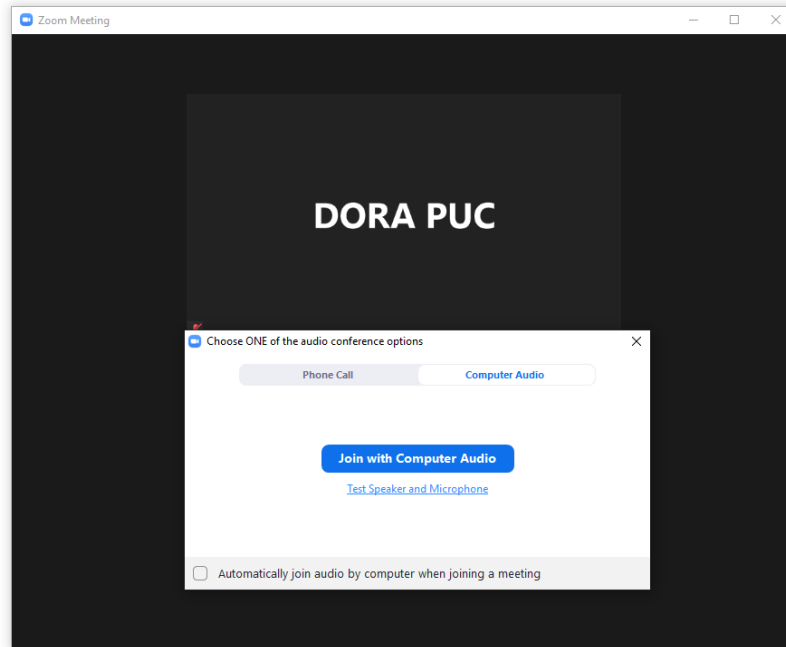 Zoom Meeting
DORA PUC
Choose ONE of the audio conference options
Phone Call
Computer Audio
Join with Computer Audio
Test Speaker and Microphone
Automatically join audio by computer when joining a meeting